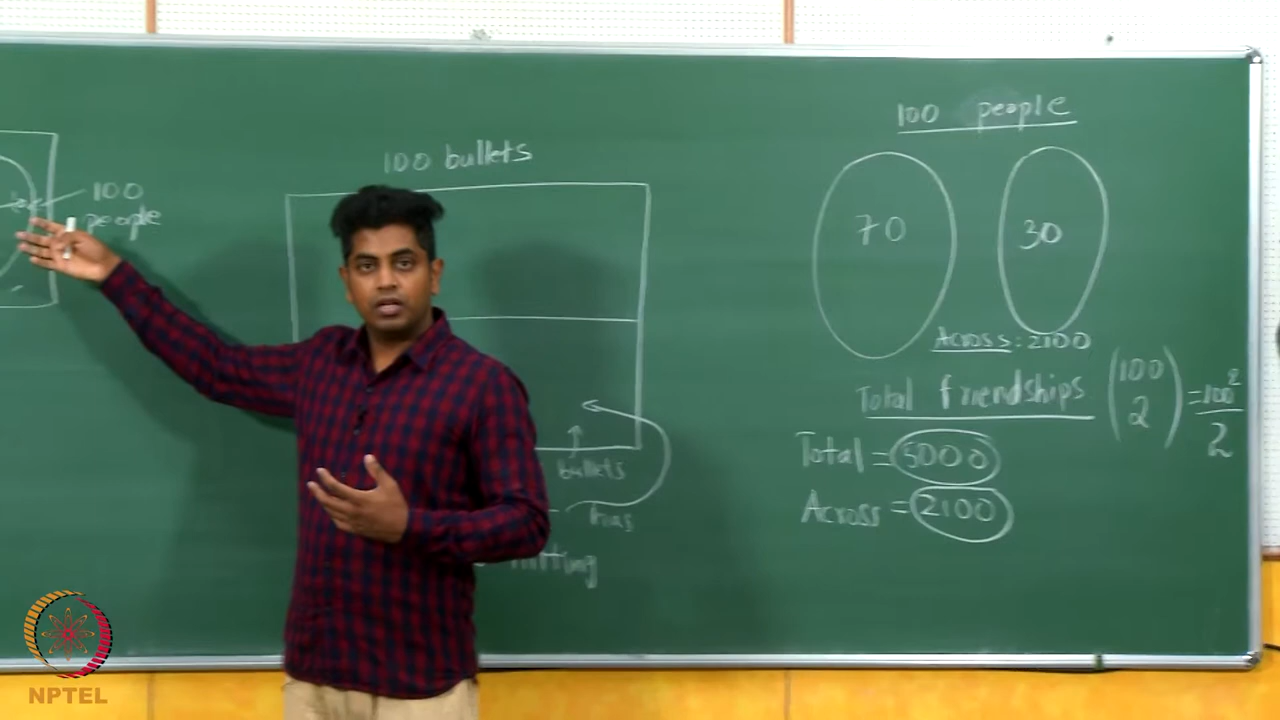 100
people
100 bullets
bullets
bias
100 people
70
30
Across: 2100
Total friendships (100 2) = 100² / 2
Total = 5000
Across = 2100
NPTEL